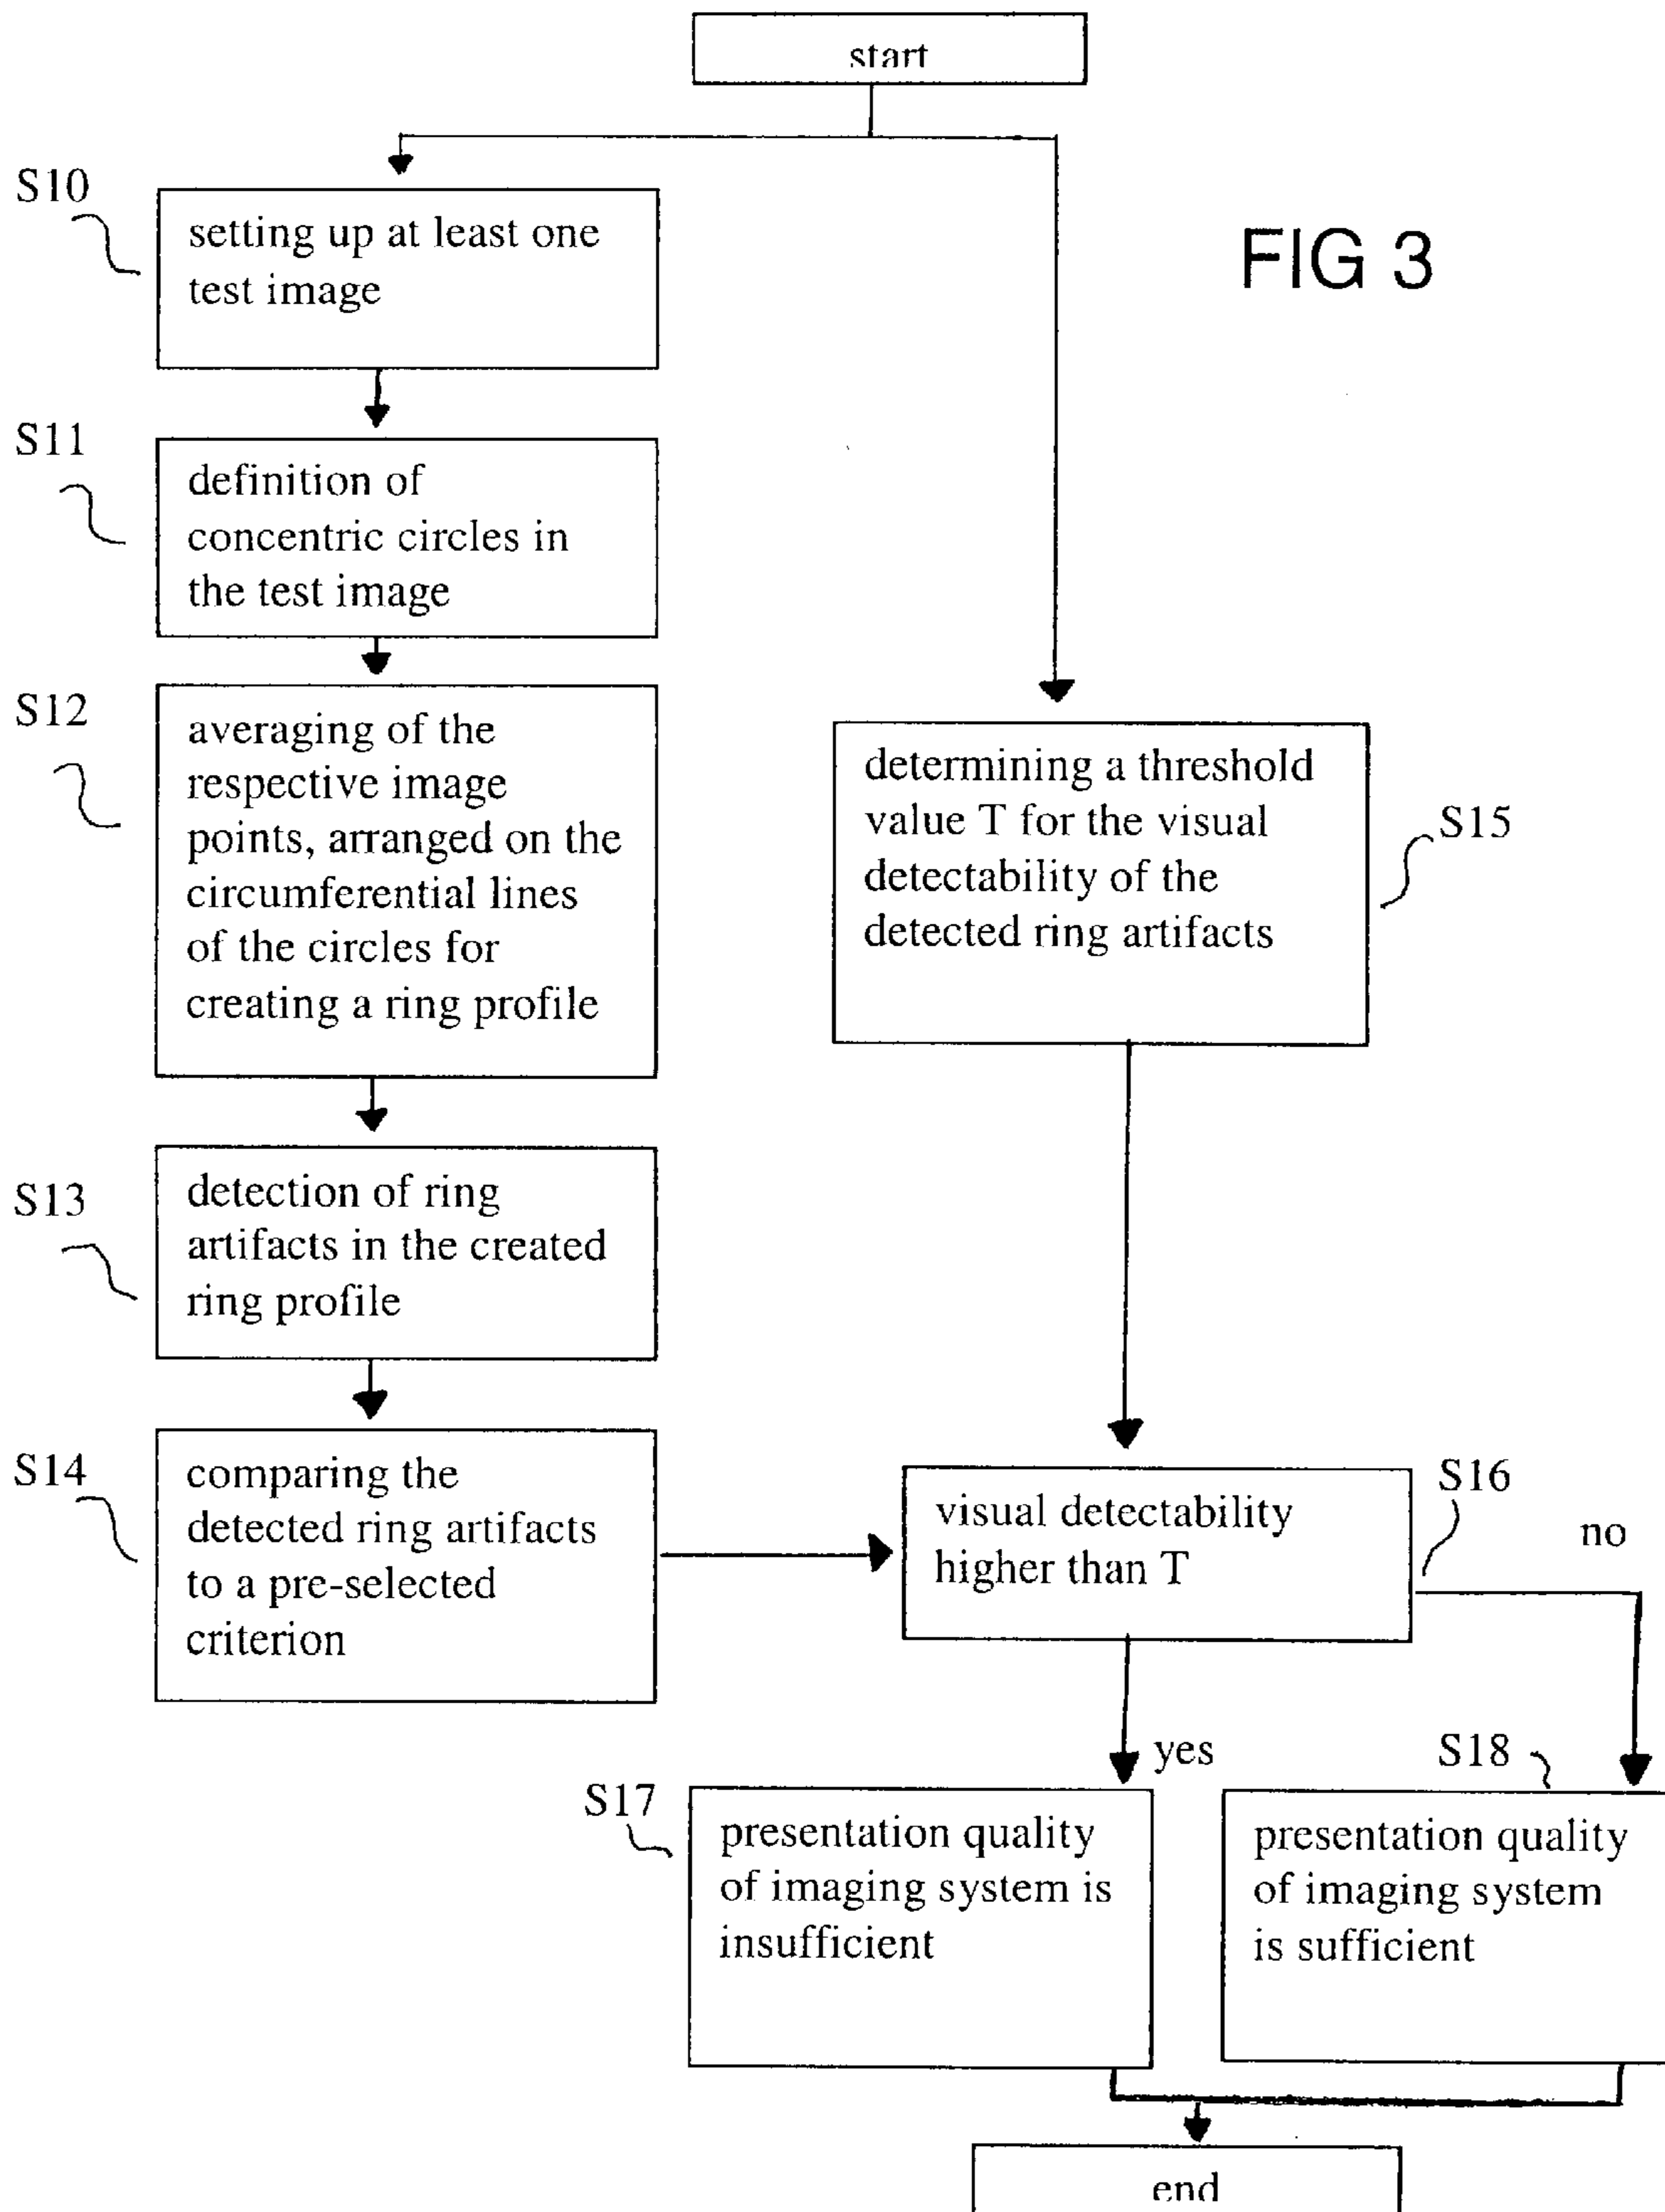 start
S10
setting up at least one
test image
FIG 3
S11
definition of
concentric circles in
the test image
S12
averaging of the
respective image
points, arranged on the
circumferential lines
of the circles for
creating a ring profile
determining a threshold
value T for the visual
detectability of the
detected ring artifacts
S15
S13
detection of ring
artifacts in the created
ring profile
S14
comparing the
detected ring artifacts
to a pre-selected
criterion
visual detectability
higher than T
S16
no
yes
S17
presentation quality
of imaging system is
insufficient
S18
presentation quality
of imaging system
is sufficient
end